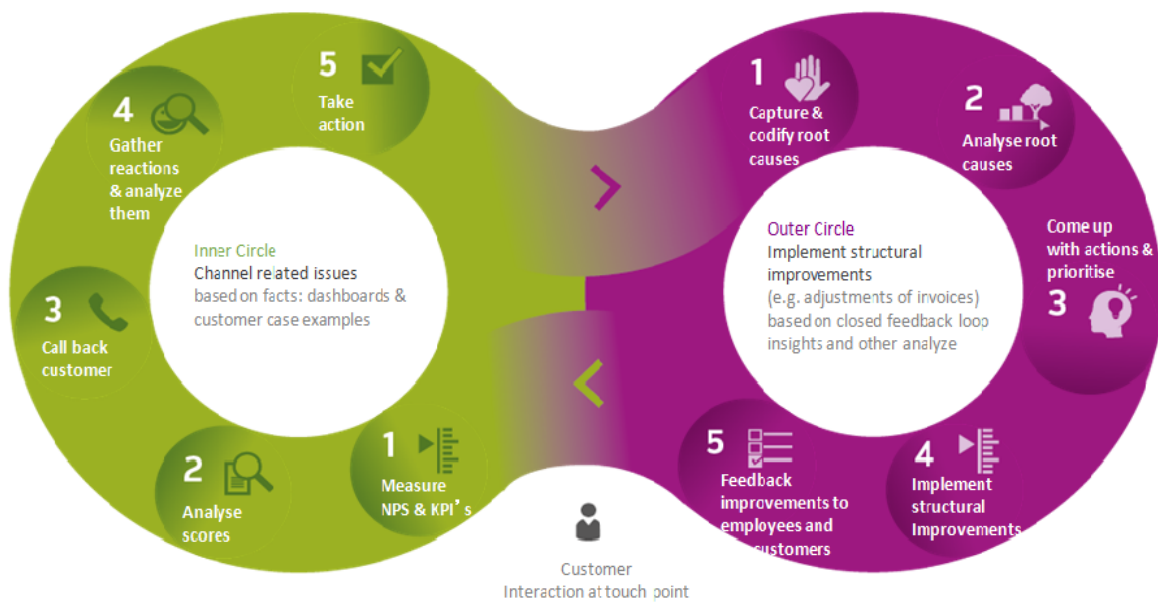 5
Take
action
4
Gather
reactions
& analyze
them
3
Call back
customer
2
Analyse
scores
1
Measure
NPS & KPI's
Inner Circle
Channel related issues
based on facts: dashboards &
customer case examples
1
Capture &
codify root
causes
2
Analyse root
causes
Come up
with actions &
prioritise
3
4
Implement
structural
Improvements
5
Feedback
improvements to
employees and
customers
Outer Circle
Implement structural
improvements
(e.g. adjustments of invoices)
based on closed feedback loop
insights and other analyze
Customer
Interaction at touch point